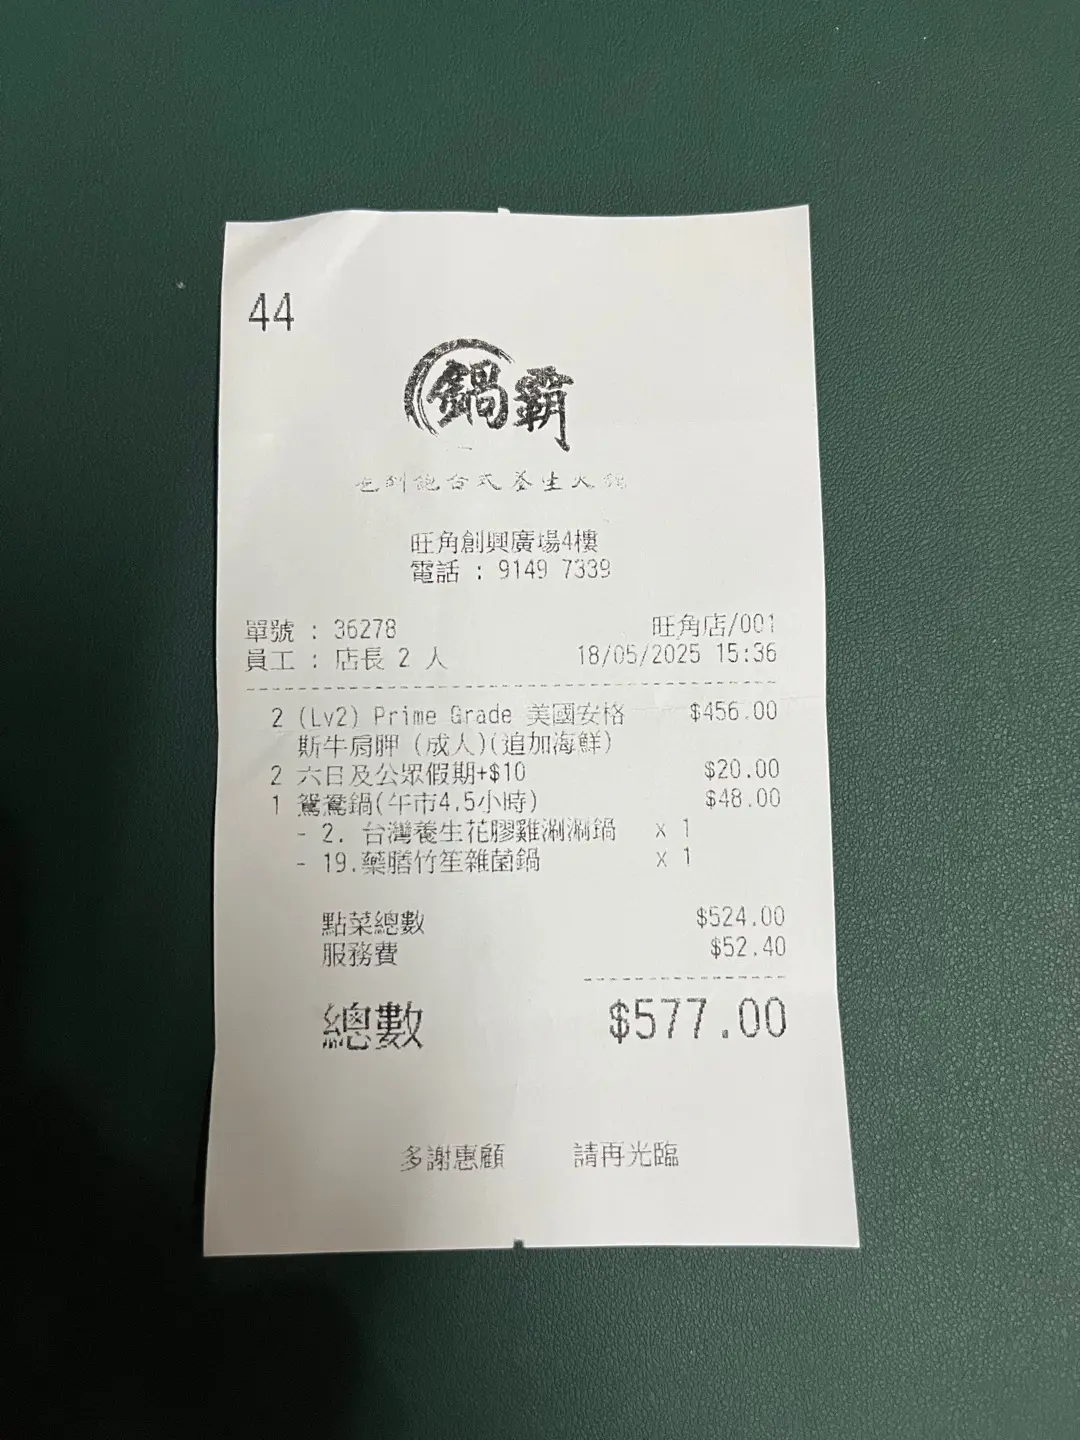 44
鍋霸
台式養生火鍋
旺角創興廣場4樓
電話 : 9149 7339
單號 : 36278 旺角店/001
員工 : 店長 2 人 18/05/2025 15:36
2 (Lv2) Prime Grade 美國安格 $456.00
斯牛肩胛 (成人)(追加海鮮)
2 六日及公眾假期+$10 $20.00
1 鴛鴦鍋(午市4.5小時) $48.00
- 2. 台灣養生花膠雞涮涮鍋 x 1
- 19.藥膳竹笙雜菌鍋 x 1
點菜總數 $524.00
服務費 $52.40
總數 $577.00
多謝惠顧 請再光臨